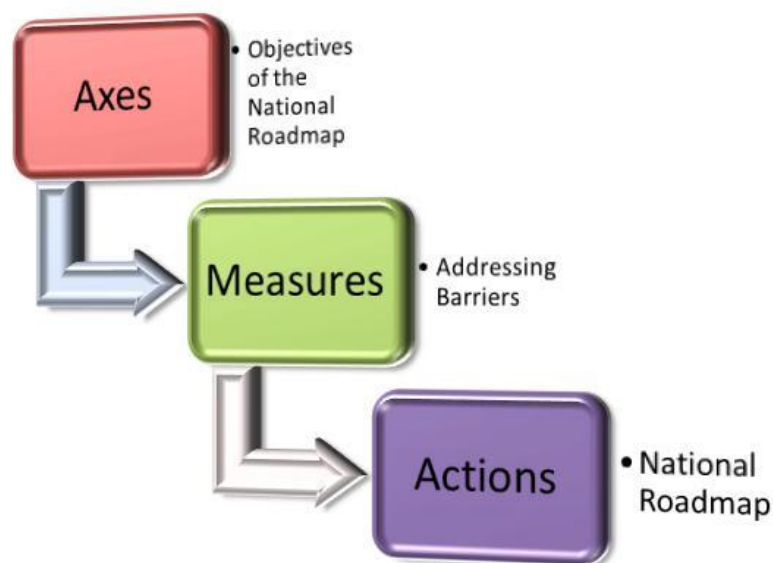 Axes
• Objectives
of the
National
Roadmap
Measures
• Addressing
Barriers
Actions
• National
Roadmap